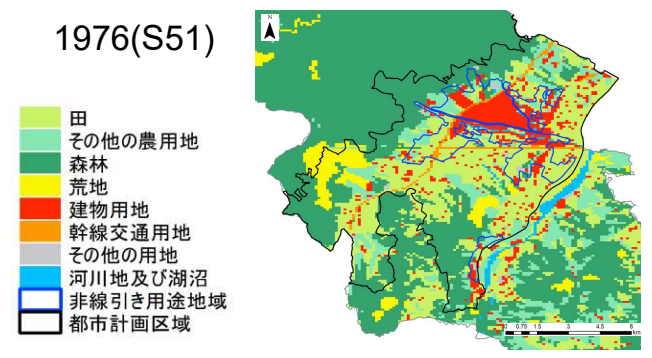 1976(S51)
N
田
その他の農用地
森林
荒地
建物用地
幹線交通用地
その他の用地
河川地及び湖沼
非線引き用途地域
都市計画区域
0 0.75 1.5 3 4.5 6
km